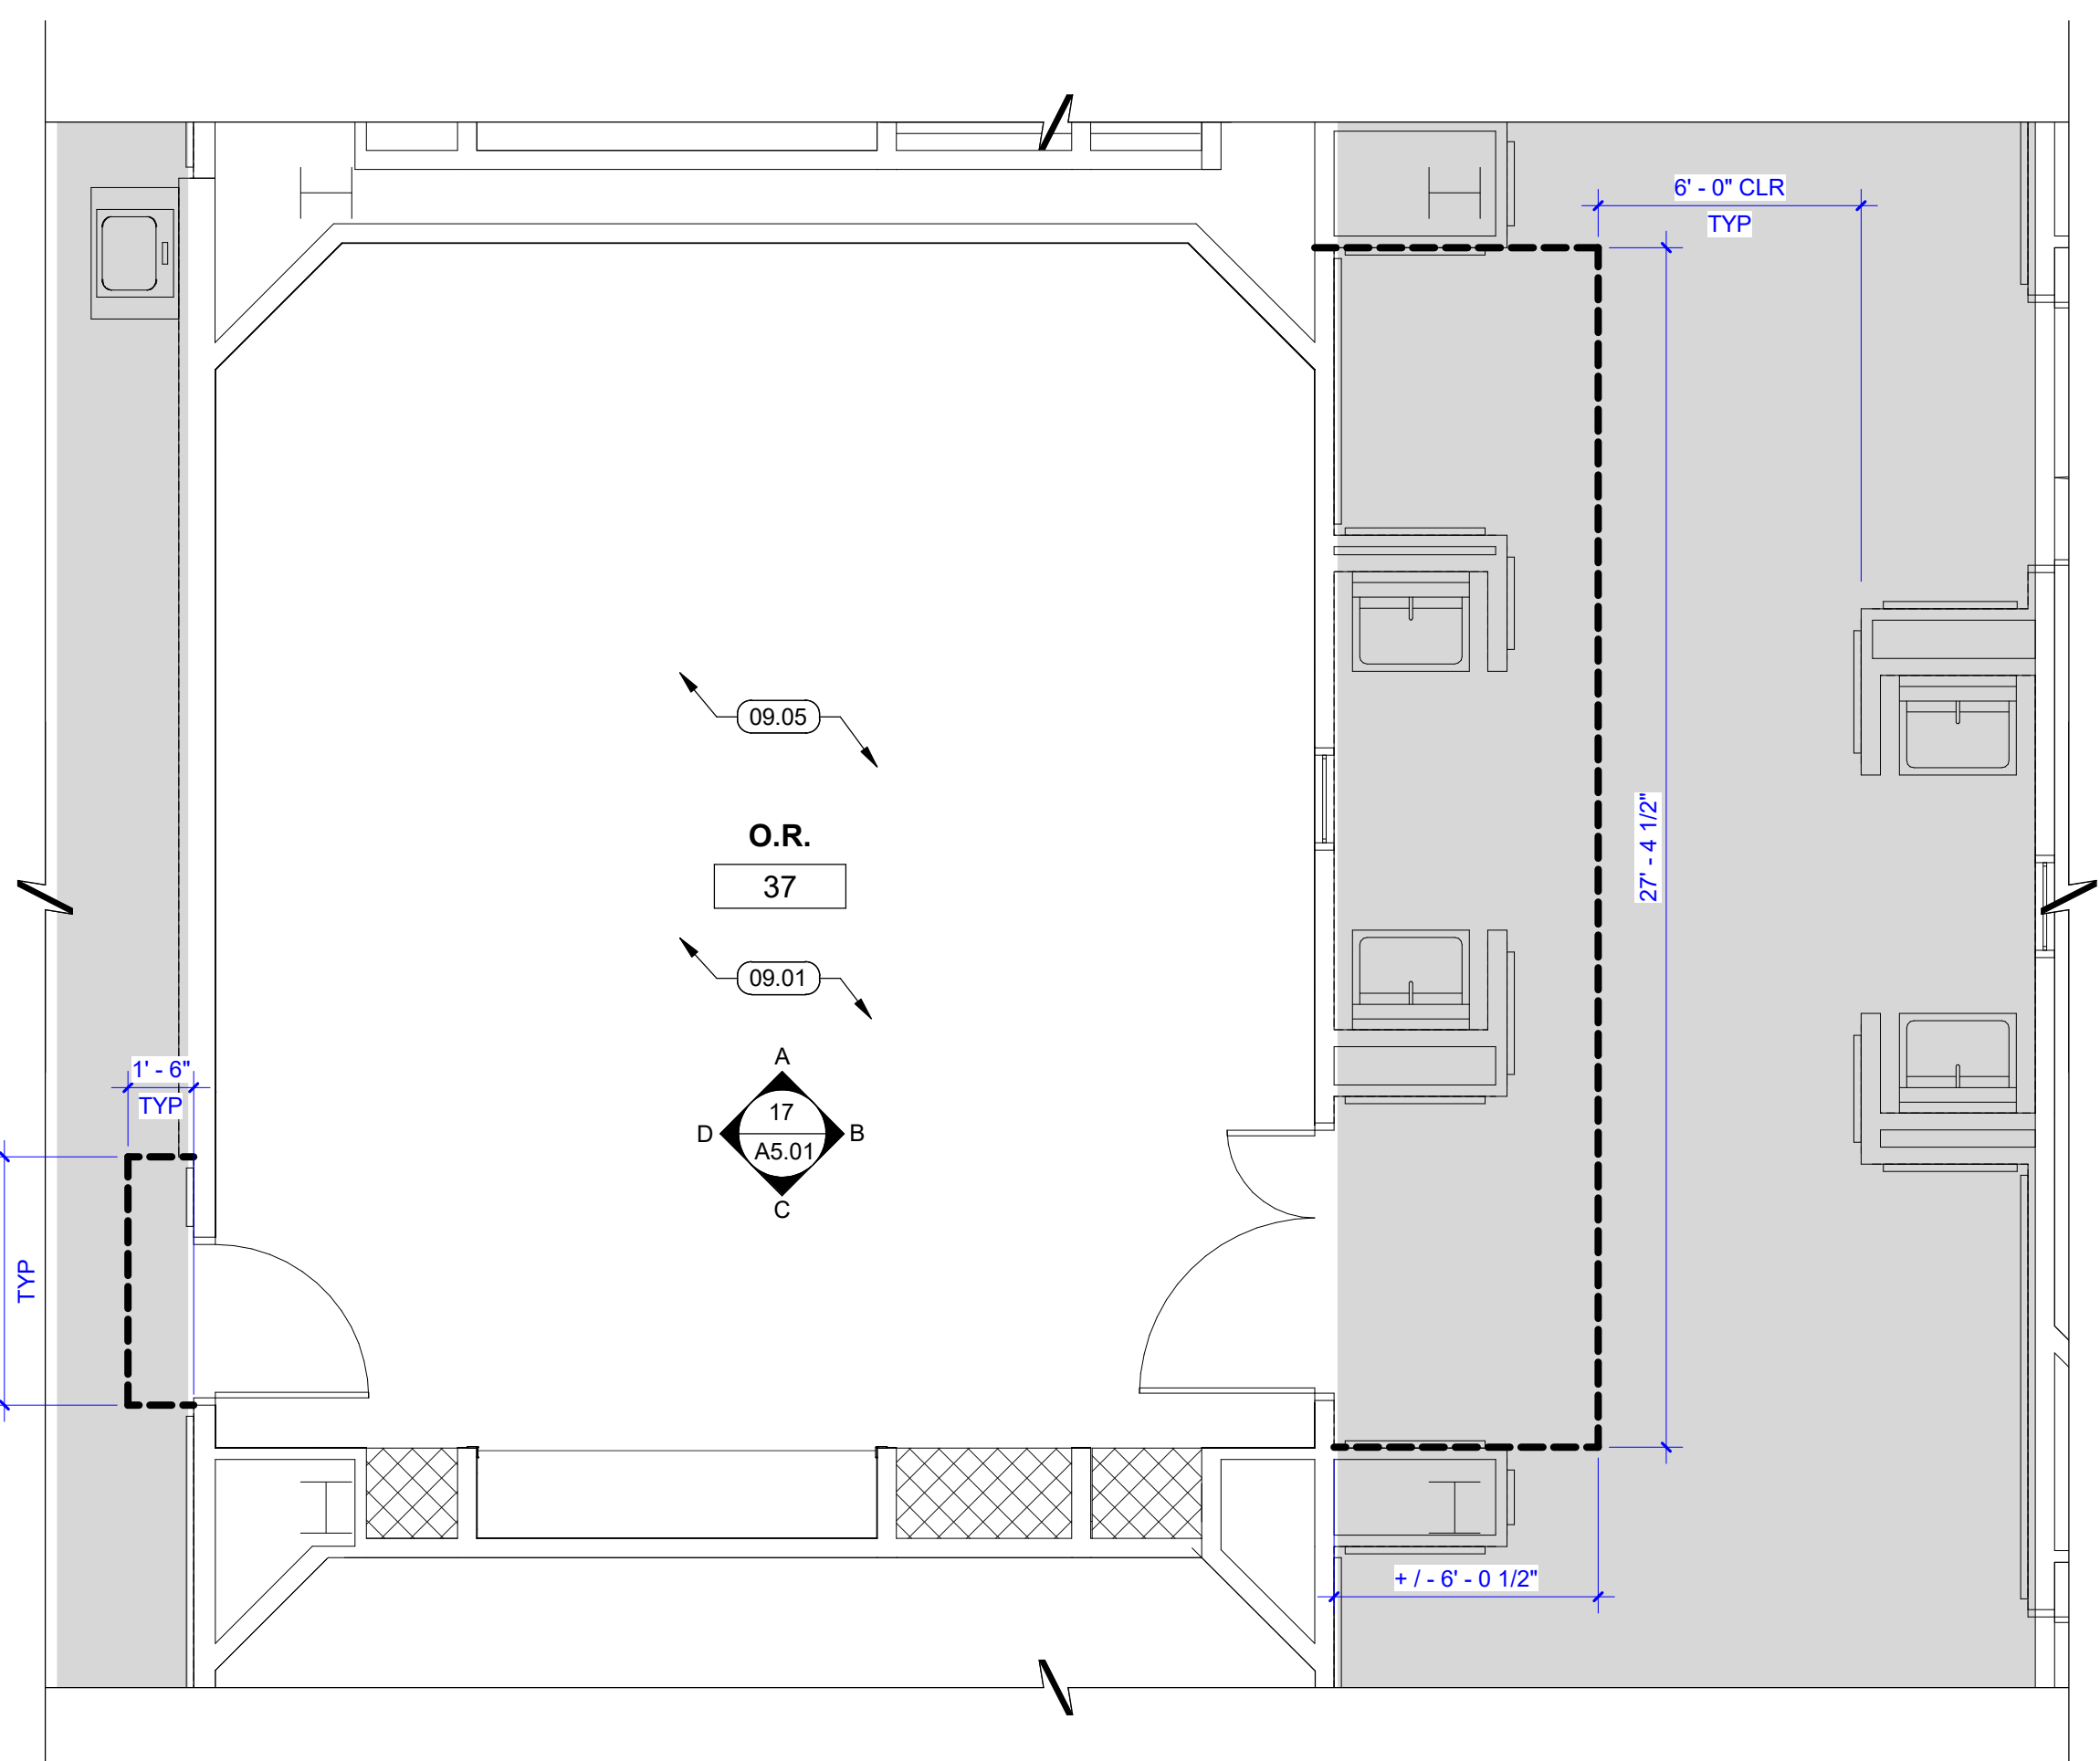 6' - 0" CLR
TYP
09.05
O.R.
37
27' - 4 1/2"
09.01
A
17
D
B
A5.01
C
1' - 6"
TYP
TYP
+ / - 6' - 0 1/2"